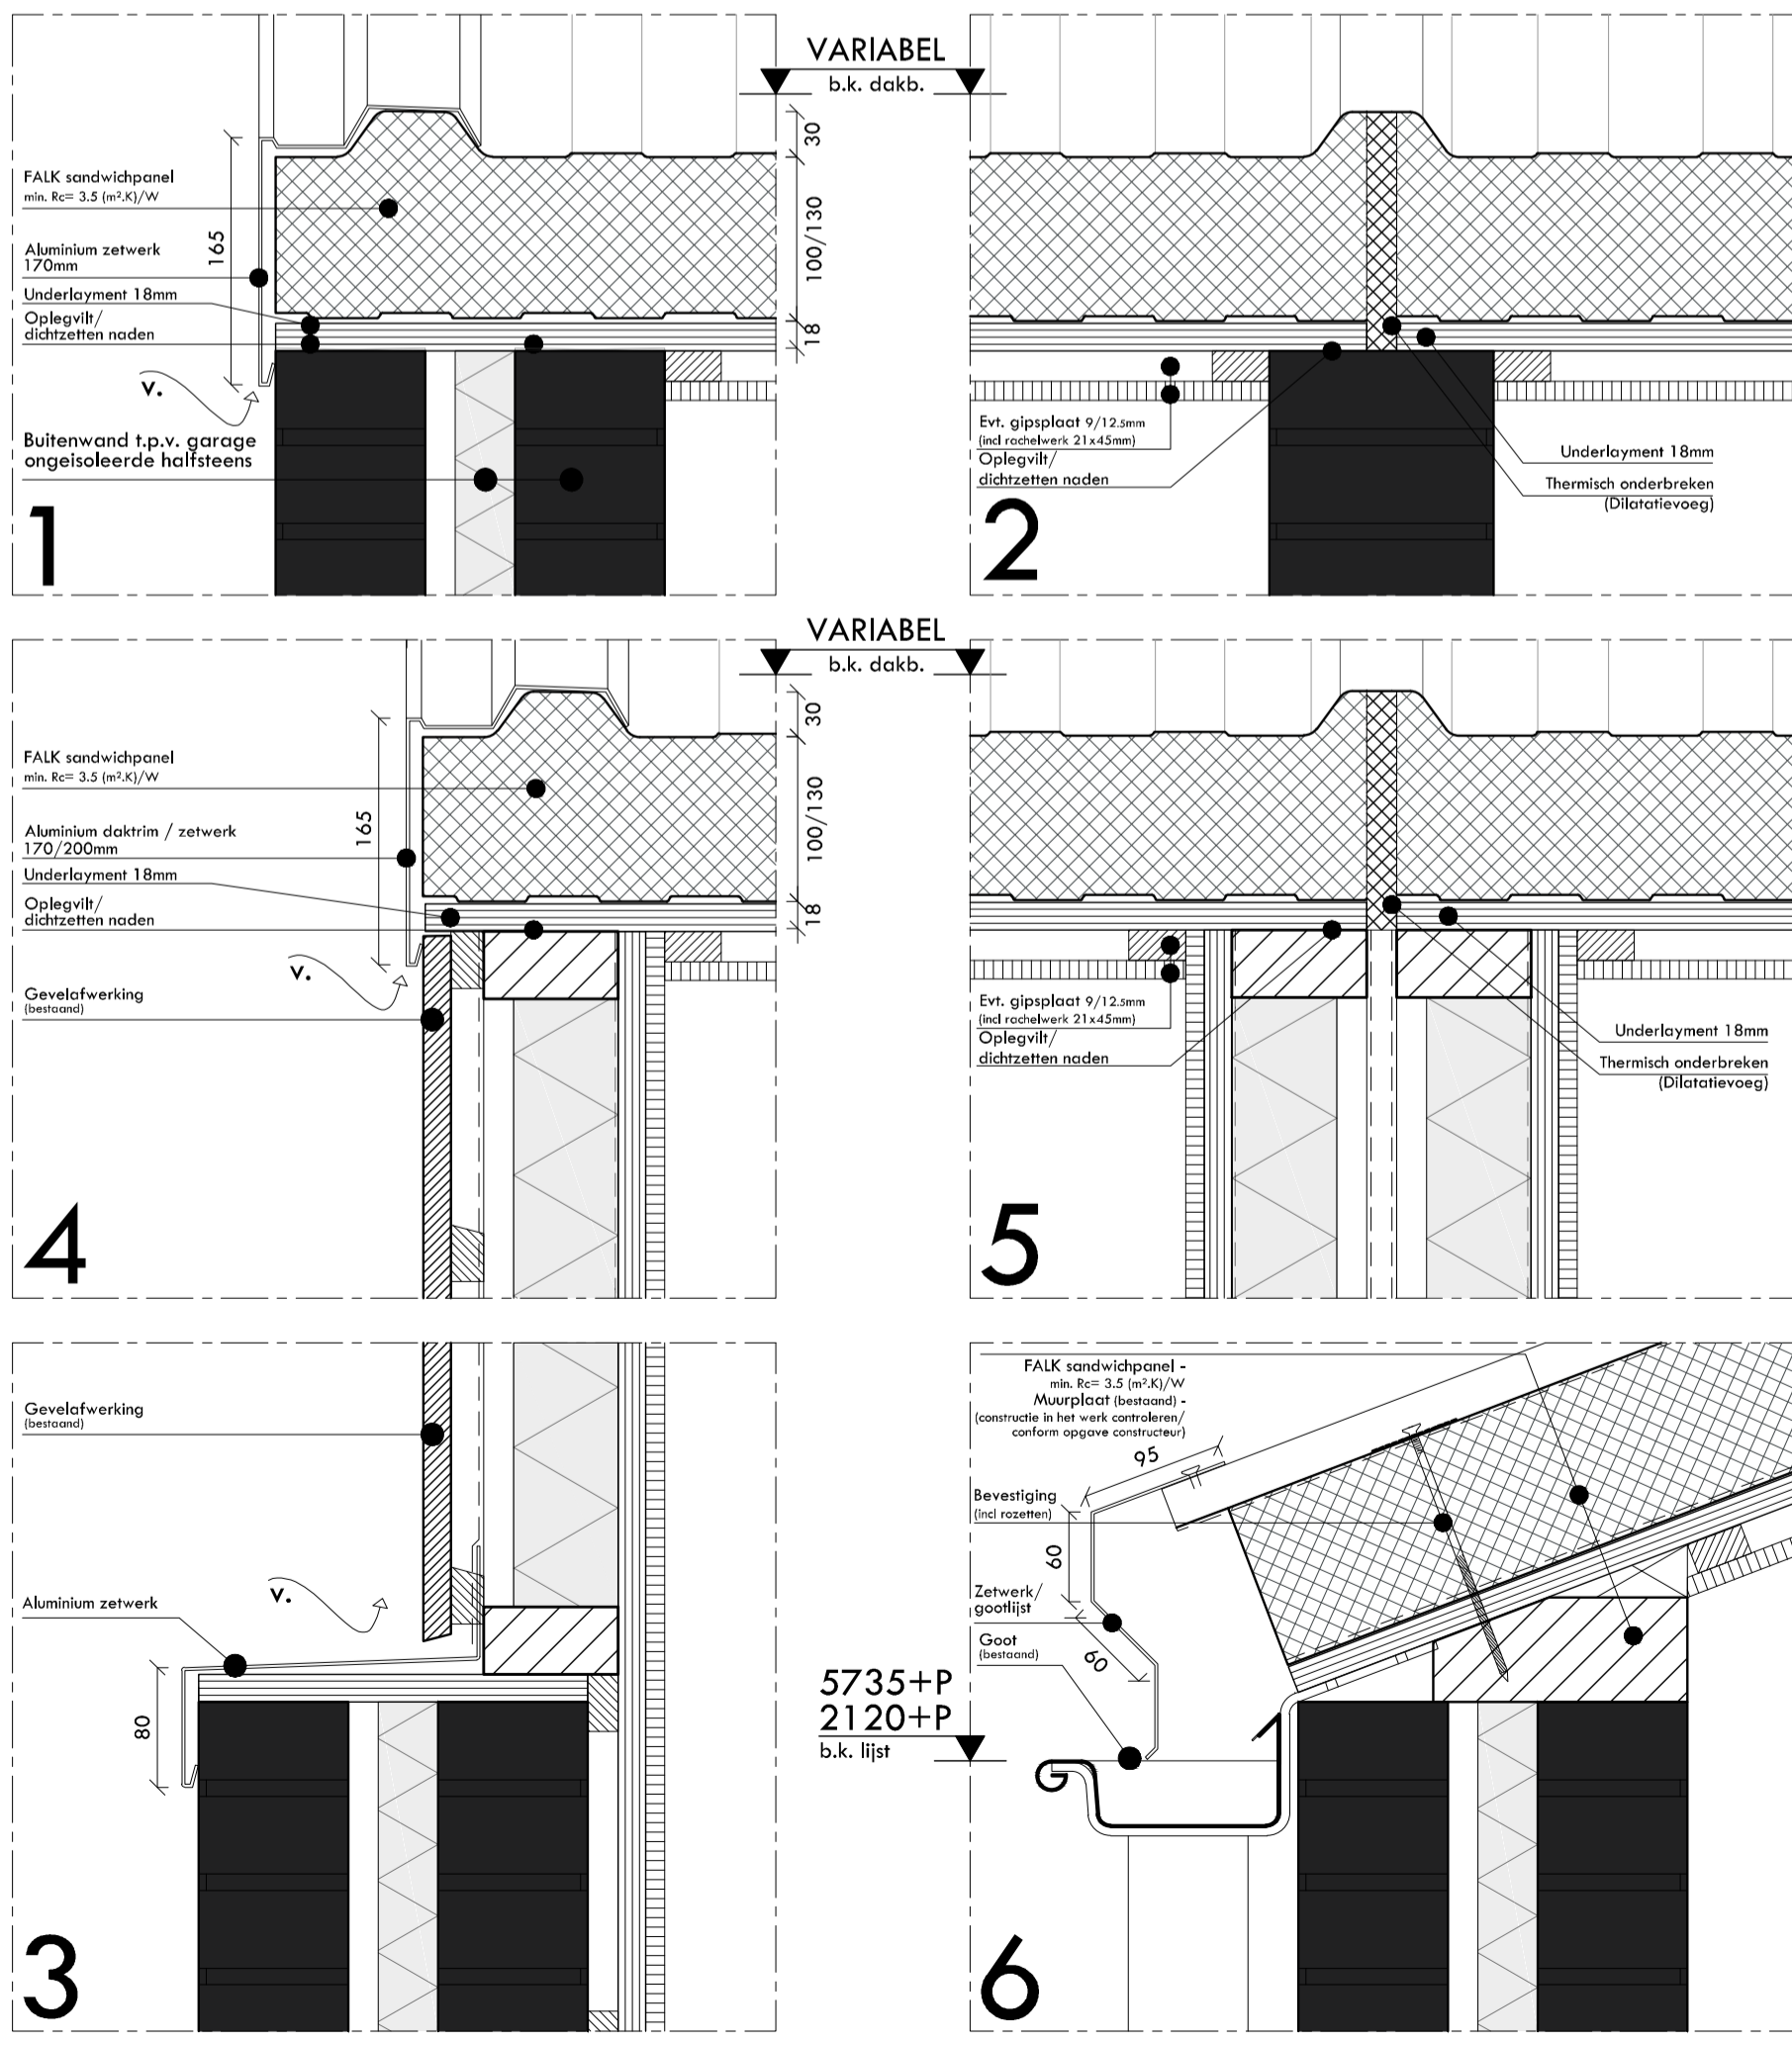 VARIABEL
b.k. dakb.
FALK sandwichpanel
min. Rc= 3.5 (m².K)/W
Aluminium zetwerk
170mm
Underlayment 18mm
Oplegvilt/
dichtzetten naden
v.
Buitenwand t.p.v. garage
ongeisoleerde halfsteens
165
30
100/130
18
1
Evt. gipsplaat 9/12.5mm
(incl rachelwerk 21x45mm)
Oplegvilt/
dichtzetten naden
Underlayment 18mm
Thermisch onderbreken
(Dilatatievoeg)
2
VARIABEL
b.k. dakb.
FALK sandwichpanel
min. Rc= 3.5 (m².K)/W
Aluminium daktrim / zetwerk
170/200mm
Underlayment 18mm
Oplegvilt/
dichtzetten naden
v.
Gevelafwerking
(bestaand)
165
30
100/130
18
4
Evt. gipsplaat 9/12.5mm
(incl rachelwerk 21x45mm)
Oplegvilt/
dichtzetten naden
Underlayment 18mm
Thermisch onderbreken
(Dilatatievoeg)
5
Gevelafwerking
(bestaand)
v.
Aluminium zetwerk
80
3
FALK sandwichpanel -
min. Rc= 3.5 (m².K)/W
Muurplaat (bestaand) -
(constructie in het werk controleren/
conform opgave constructeur)
95
Bevestiging
(incl rozetten)
60
Zetwerk/
gootlijst
60
Goot
(bestaand)
5735+P
2120+P
b.k. lijst
6